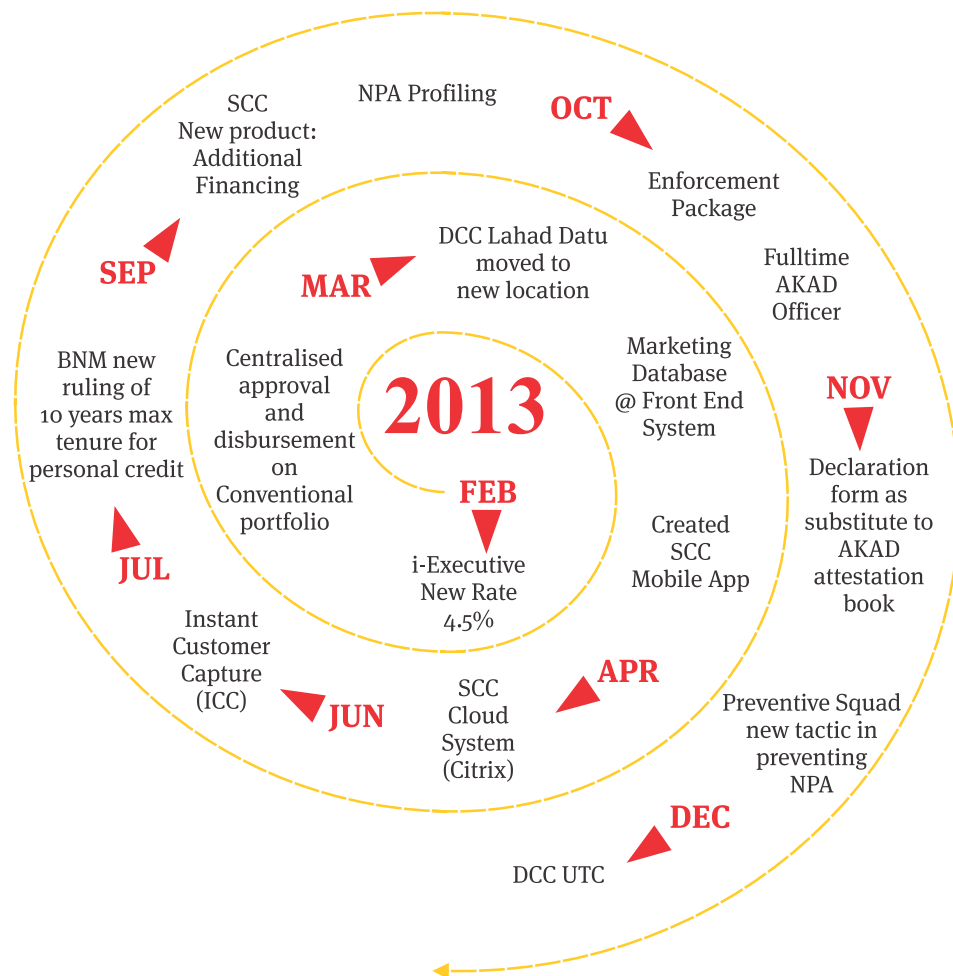 2013
FEB
i-Executive
New Rate
4.5%
Centralised
approval
and
disbursement
on
Conventional
portfolio
MAR
DCC Lahad Datu
moved to
new location
Marketing
Database
@ Front End
System
Created
SCC
Mobile App
APR
SCC
Cloud
System
(Citrix)
JUN
Instant
Customer
Capture
(ICC)
JUL
BNM new
ruling of
10 years max
tenure for
personal credit
SEP
SCC
New product:
Additional
Financing
NPA Profiling
OCT
Enforcement
Package
Fulltime
AKAD
Officer
NOV
Declaration
form as
substitute to
AKAD
attestation
book
Preventive Squad
new tactic in
preventing
NPA
DEC
DCC UTC